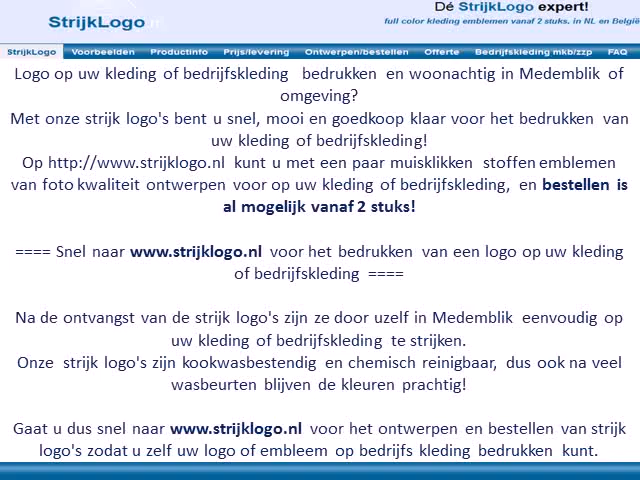 Dé StrijkLogo expert!
StrijkLogo
full color kleding emblemen vanaf 2 stuks. in NL en België
StrijkLogo Voorbeelden Productinfo Prijs/levering Ontwerpen/bestellen Offerte Bedrijfskleding mkb/zzp FAQ
Logo op uw kleding of bedrijfskleding bedrukken en woonachtig in Medemblik of
omgeving?
Met onze strijk logo's bent u snel, mooi en goedkoop klaar voor het bedrukken van
uw kleding of bedrijfskleding!
Op http://www.strijklogo.nl kunt u met een paar muisklikken stoffen emblemen
van foto kwaliteit ontwerpen voor op uw kleding of bedrijfskleding, en bestellen is
al mogelijk vanaf 2 stuks!
==== Snel naar www.strijklogo.nl voor het bedrukken van een logo op uw kleding
of bedrijfskleding ====
Na de ontvangst van de strijk logo's zijn ze door uzelf in Medemblik eenvoudig op
uw kleding of bedrijfskleding te strijken.
Onze strijk logo's zijn kookwasbestendig en chemisch reinigbaar, dus ook na veel
wasbeurten blijven de kleuren prachtig!
Gaat u dus snel naar www.strijklogo.nl voor het ontwerpen en bestellen van strijk
logo's zodat u zelf uw logo of embleem op bedrijfs kleding bedrukken kunt.